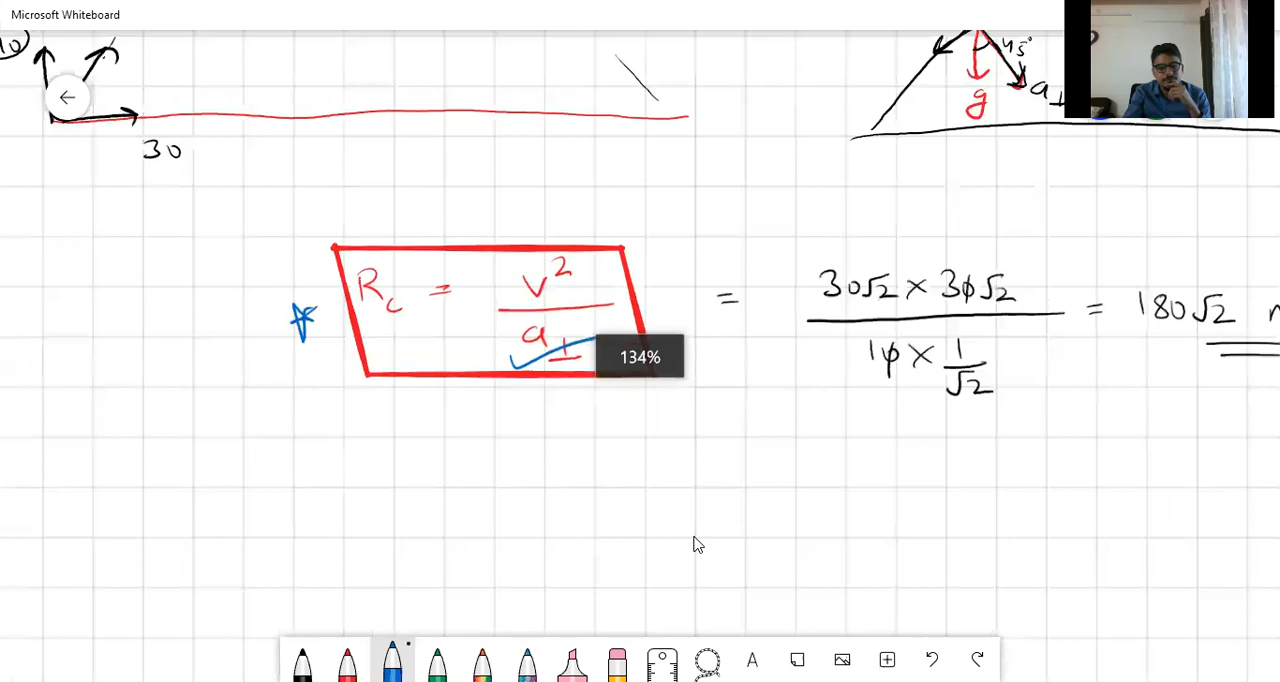 Microsoft Whiteboard
30
45°
g
a⊥
R_c = v² / a⊥ = 30√2 × 30√2 / 10 × 1/√2 = 180√2
134%
A